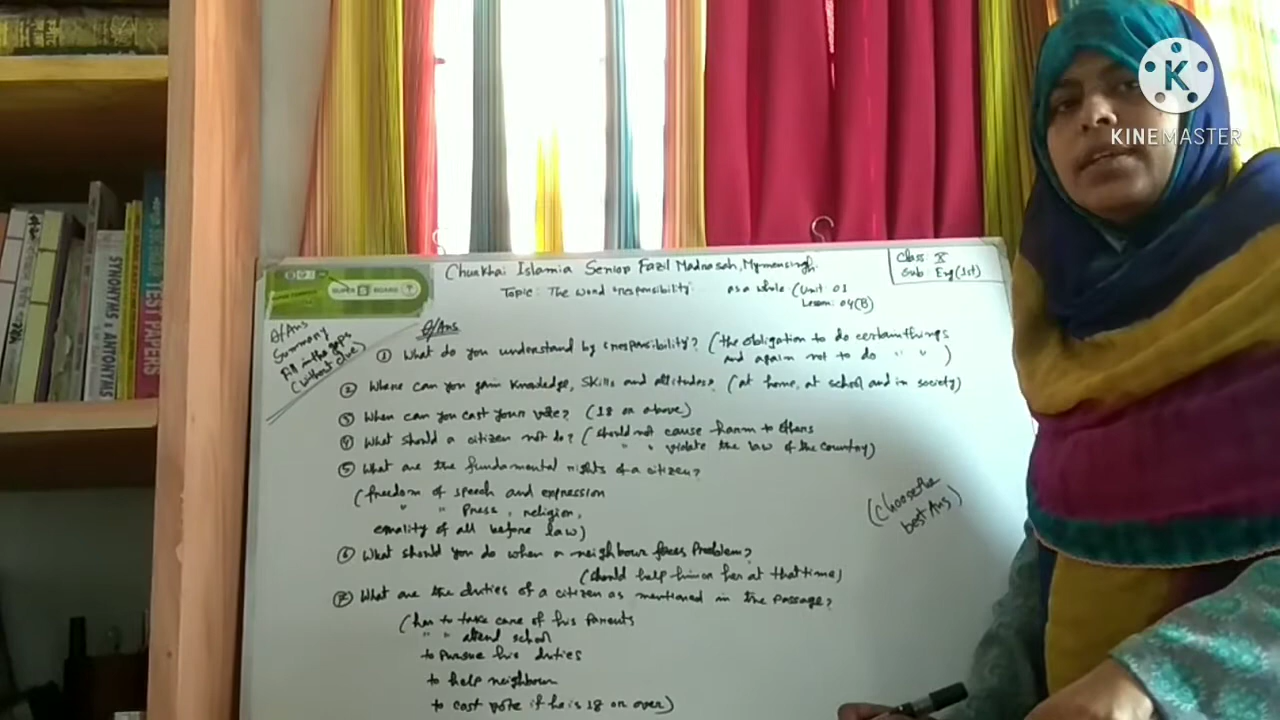 KINEMASTER
SYNONYMS & ANTONYMS
TEST PAPERS
SUPER BOARD
Churkhai Islamia Senior Fazil Madrasah, Mymensingh.
Class: X
Sub: Eng(1st)
Topic: The word "responsibility" as a whole (Unit 01
Lesson: 04(B)
Q/Ans
Summary
Fill in the gaps
(without clue)
Q/Ans
① What do you understand by 'responsibility'? (the obligation to do certain things
and again not to do " ")
② Where can you gain knowledge, skills and attitudes? (at home, at school and in society)
③ When can you cast your vote? (18 or above)
④ What should a citizen not do? (should not cause harm to others
" " violate the law of the country)
⑤ What are the fundamental rights of a citizen?
(freedom of speech and expression
" " press, religion,
equality of all before law)
⑥ What should you do when a neighbour faces problem?
(should help him or her at that time)
⑦ What are the duties of a citizen as mentioned in the passage?
(has to take care of his parents
" " attend school
to pursue his duties
to help neighbour
to cast vote if he is 18 or over)
(Choose the
best Ans)